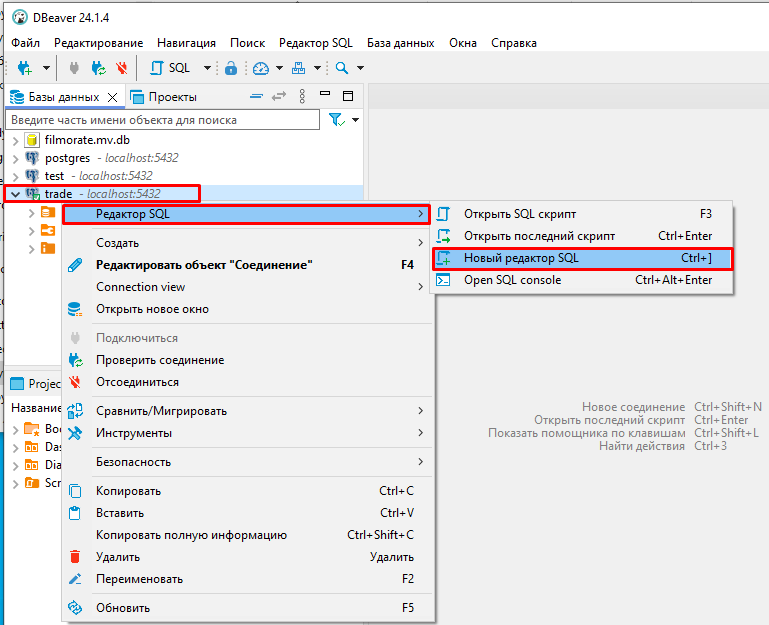 DBeaver 24.1.4
Файл Редактирование Навигация Поиск Редактор SQL База данных Окна Справка
SQL
Базы данных Проекты
Введите часть имени объекта для поиска
filmorate.mv.db
postgres - localhost:5432
test - localhost:5432
trade - localhost:5432
Редактор SQL
Создать
Редактировать объект "Соединение" F4
Connection view
Открыть новое окно
Подключиться
Проверить соединение
Отсоединиться
Сравнить/Мигрировать
Инструменты
Безопасность
Копировать Ctrl+C
Вставить Ctrl+V
Копировать полную информацию Ctrl+Shift+C
Удалить Удалить
Переименовать F2
Обновить F5
Открыть SQL скрипт F3
Открыть последний скрипт Ctrl+Enter
Новый редактор SQL Ctrl+]
Open SQL console Ctrl+Alt+Enter
Projec
Название
Boo
Das
Dia
Scr
Новое соединение Ctrl+Shift+N
Открыть последний скрипт Ctrl+Enter
Показать помощника по клавишам Ctrl+Shift+L
Найти действия Ctrl+3